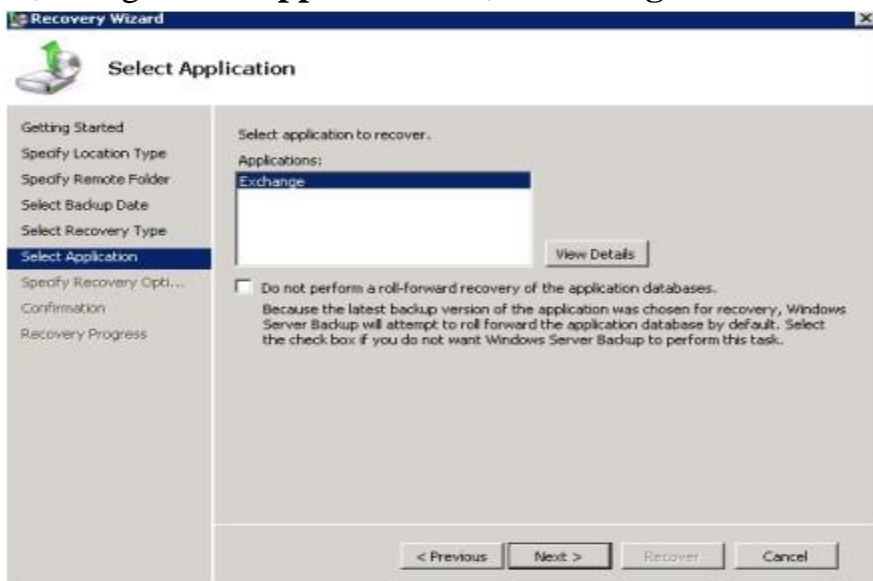 Recovery Wizard
Select Application
Getting Started
Specify Location Type
Specify Remote Folder
Select Backup Date
Select Recovery Type
Select Application
Specify Recovery Opti...
Confirmation
Recovery Progress
Select application to recover.
Applications:
Exchange
View Details
Do not perform a roll-forward recovery of the application databases.
Because the latest backup version of the application was chosen for recovery, Windows
Server Backup will attempt to roll forward the application database by default. Select
the check box if you do not want Windows Server Backup to perform this task.
< Previous
Next >
Recover
Cancel